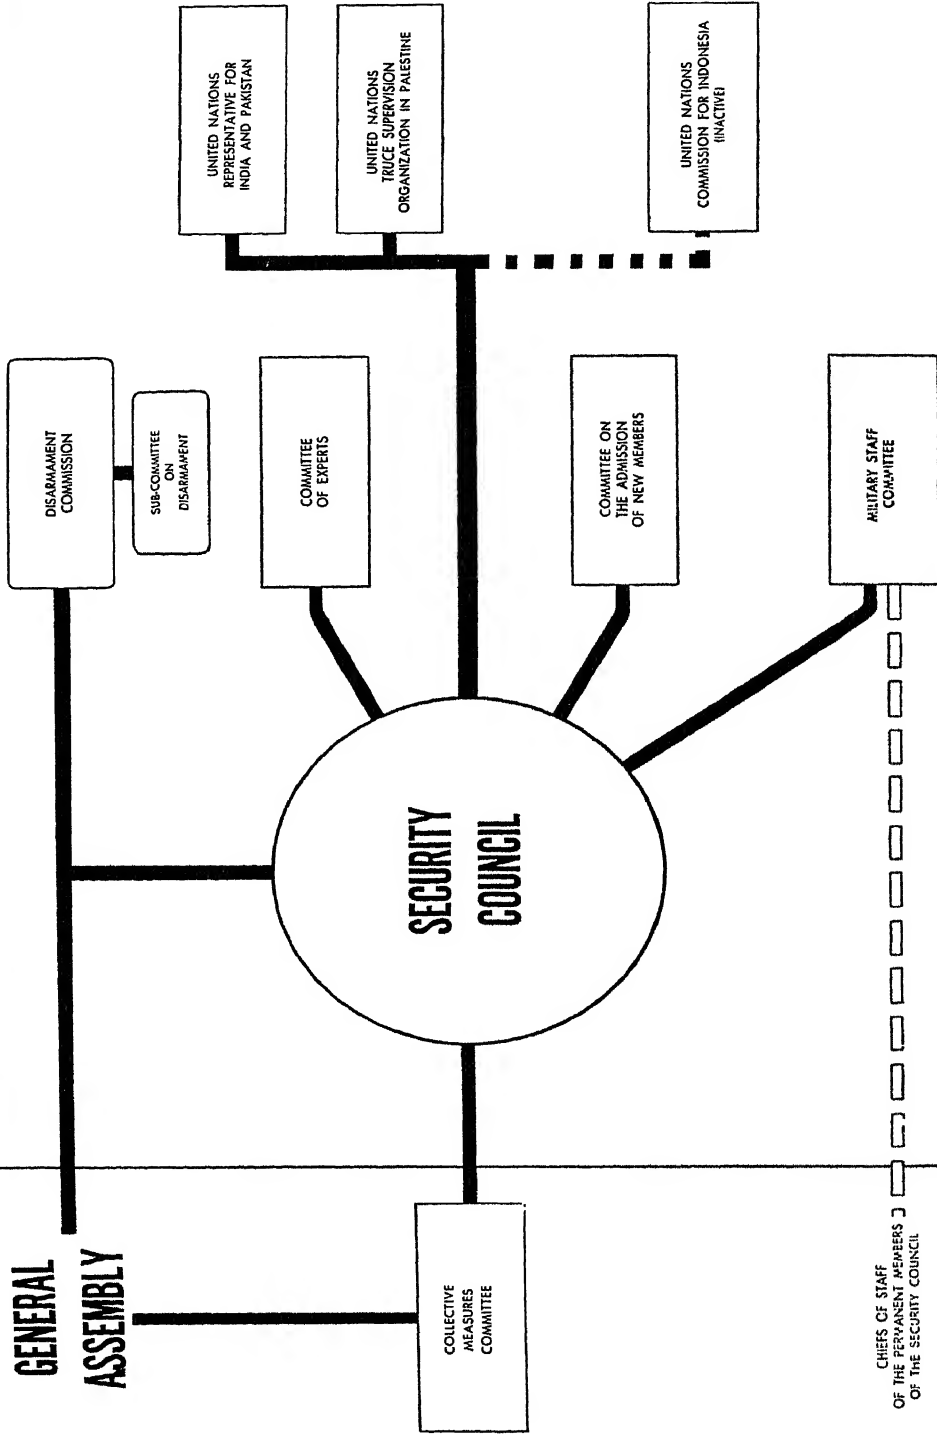 GENERAL
ASSEMBLY
COLLECTIVE
MEASURES
COMMITTEE
CHIEFS OF STAFF
OF THE PERMANENT MEMBERS
OF THE SECURITY COUNCIL
SECURITY
COUNCIL
DISARMAMENT
COMMISSION
SUB-COMMITTEE
ON
DISARMAMENT
COMMITTEE
OF EXPERTS
COMMITTEE ON
THE ADMISSION
OF NEW MEMBERS
MILITARY STAFF
COMMITTEE
UNITED NATIONS
REPRESENTATIVE FOR
INDIA AND PAKISTAN
UNITED NATIONS
TRUCE SUPERVISION
ORGANIZATION IN PALESTINE
UNITED NATIONS
COMMISSION FOR INDONESIA
(INACTIVE)